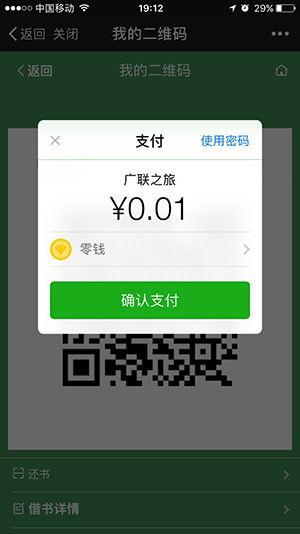 中国移动 19:12 29%
返回 关闭 我的二维码
返回 我的二维码
支付 使用密码
广联之旅
¥0.01
零钱
确认支付
还书
借书详情